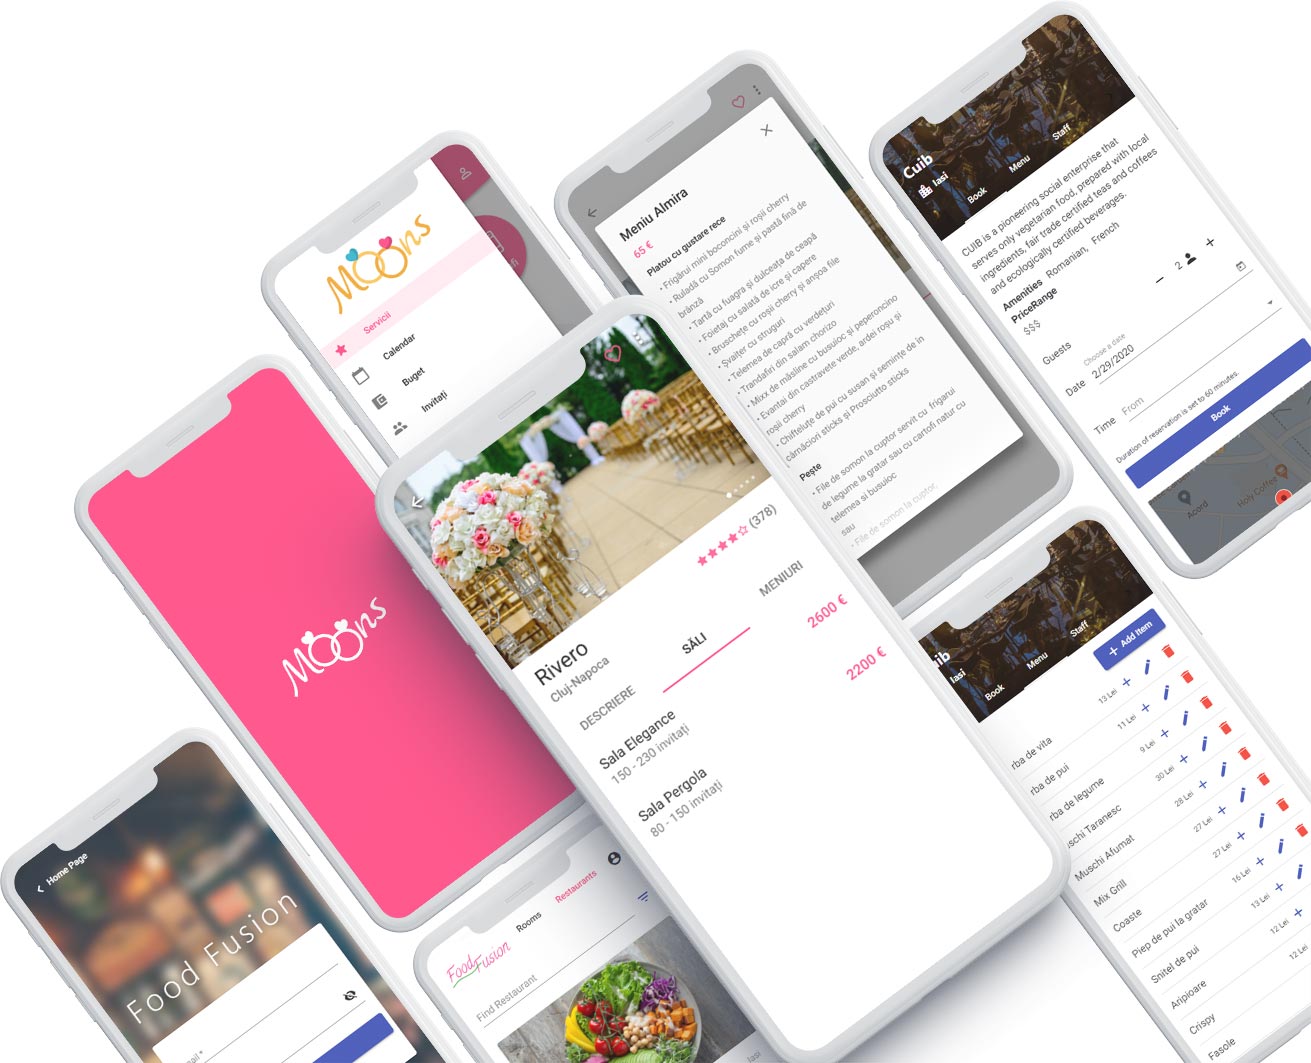 Moons
Servicii
Calendar
Buget
Invitați
Meniu Almira
65 €
Platou cu gustare rece
• Frigărui mini boconcini și roșii cherry
• Ruladă cu Somon fume și pastă fină de
brânză
• Tartă cu fuagra și dulceața de ceapă
• Foietaj cu salată de icre și capere
• Bruschețe cu roșii cherry și anșoa file
• Șvaițer cu struguri
• Telemea de capră cu verdețuri
• Trandafiri din salam chorizo
• Mixx de măsline cu busuioc și peperoncino
• Evantai din castravete verde, ardei roșu și
roșii cherry
• Chifteluțe de pui cu susan și semințe de in
cârnăciori sticks și Prosciutto sticks
Pește
• File de somon la cuptor servit cu frigarui
de legume la gratar sau cu cartofi natur cu
telemea si busuioc
sau
• File de somon la cuptor,
Cuib
Iasi
Book
Menu
Staff
CUIB is a pioneering social enterprise that
serves only vegetarian food, prepared with local
ingredients, fair trade certified teas and coffees
and ecologically certified beverages.
Amenities Romanian, French
PriceRange
$$$
Guests
2
Date
Choose a date
2/29/2020
Time
From
Duration of reservation is set to 60 minutes.
Book
Acord
Holy Coffee
Moons
Rivero
Cluj-Napoca
(378)
DESCRIERE
SĂLI
MENIURI
Sala Elegance
150 - 230 invitați
2600 €
Sala Pergola
80 - 150 invitați
2200 €
uib
Iasi
Book
Menu
Staff
+ Add Item
rba de vita
13 Lei
rba de pui
11 Lei
rba de legume
9 Lei
schi Taranesc
30 Lei
Muschi Afumat
28 Lei
Mix Grill
27 Lei
Coaste
27 Lei
Piep de pui la gratar
16 Lei
Snitel de pui
13 Lei
Aripioare
12 Lei
Crispy
12 Lei
Fasole
Home Page
Food Fusion
ail *
Food Fusion
Rooms
Restaurants
Find Restaurant
Iasi